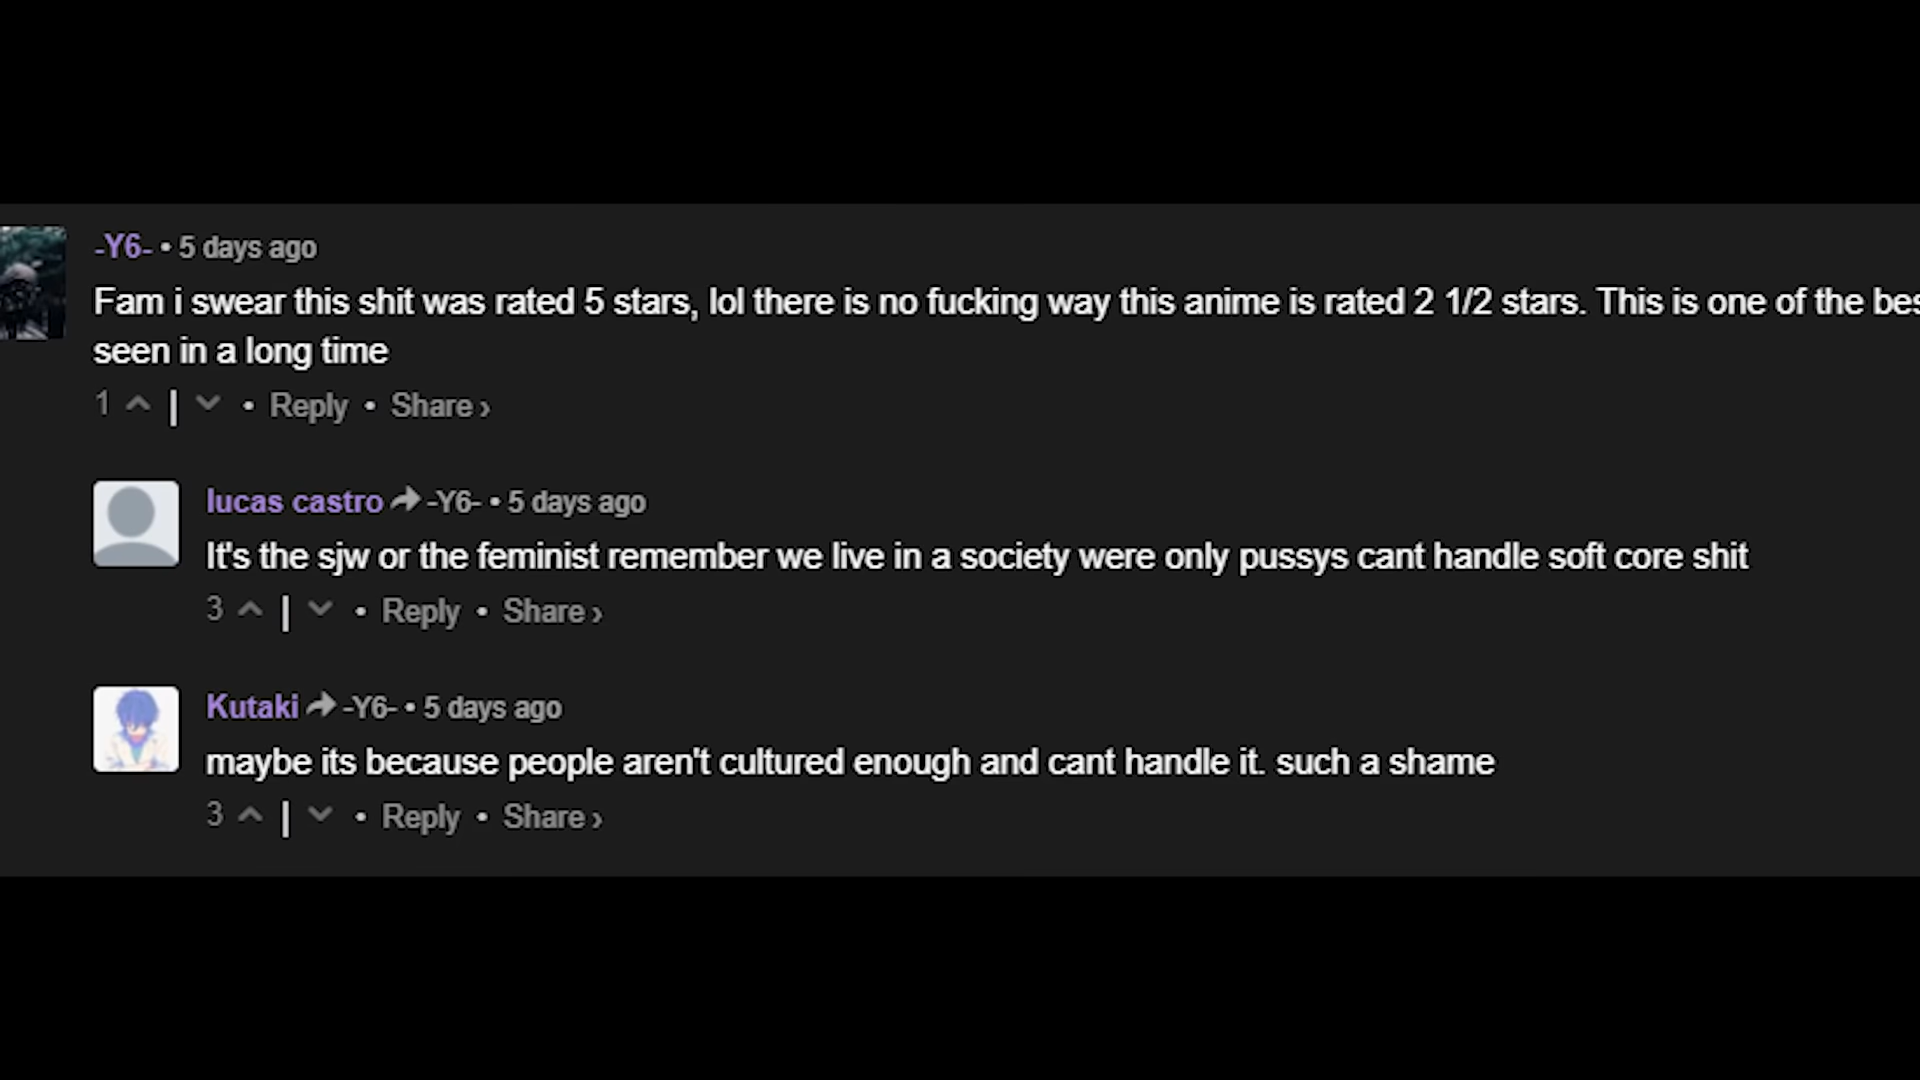 -Y6- • 5 days ago
Fam i swear this shit was rated 5 stars, lol there is no fucking way this anime is rated 2 1/2 stars. This is one of the
seen in a long time
1 | • Reply • Share ›
lucas castro -Y6- • 5 days ago
It's the sjw or the feminist remember we live in a society were only pussys cant handle soft core shit
3 | • Reply • Share ›
Kutaki -Y6- • 5 days ago
maybe its because people aren't cultured enough and cant handle it. such a shame
3 | • Reply • Share ›